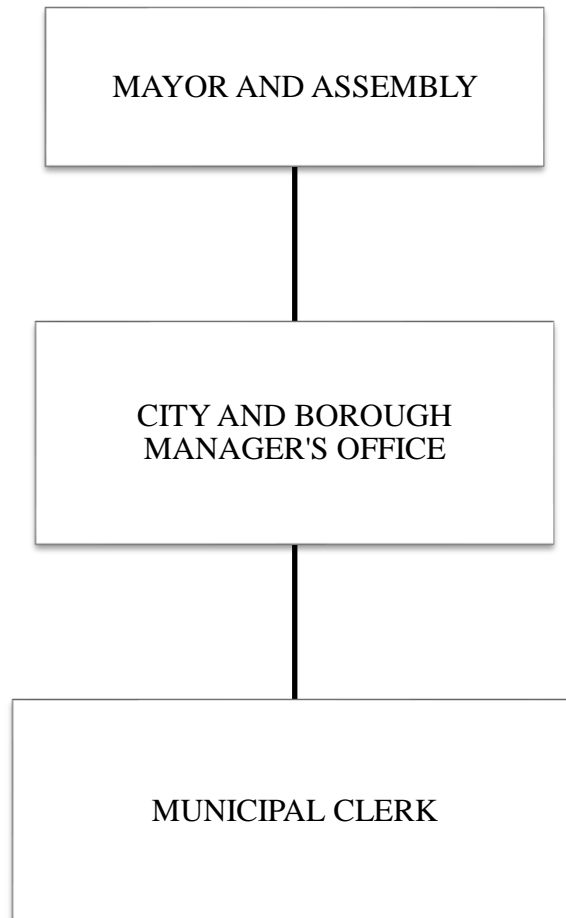 MAYOR AND ASSEMBLY
CITY AND BOROUGH
MANAGER'S OFFICE
MUNICIPAL CLERK